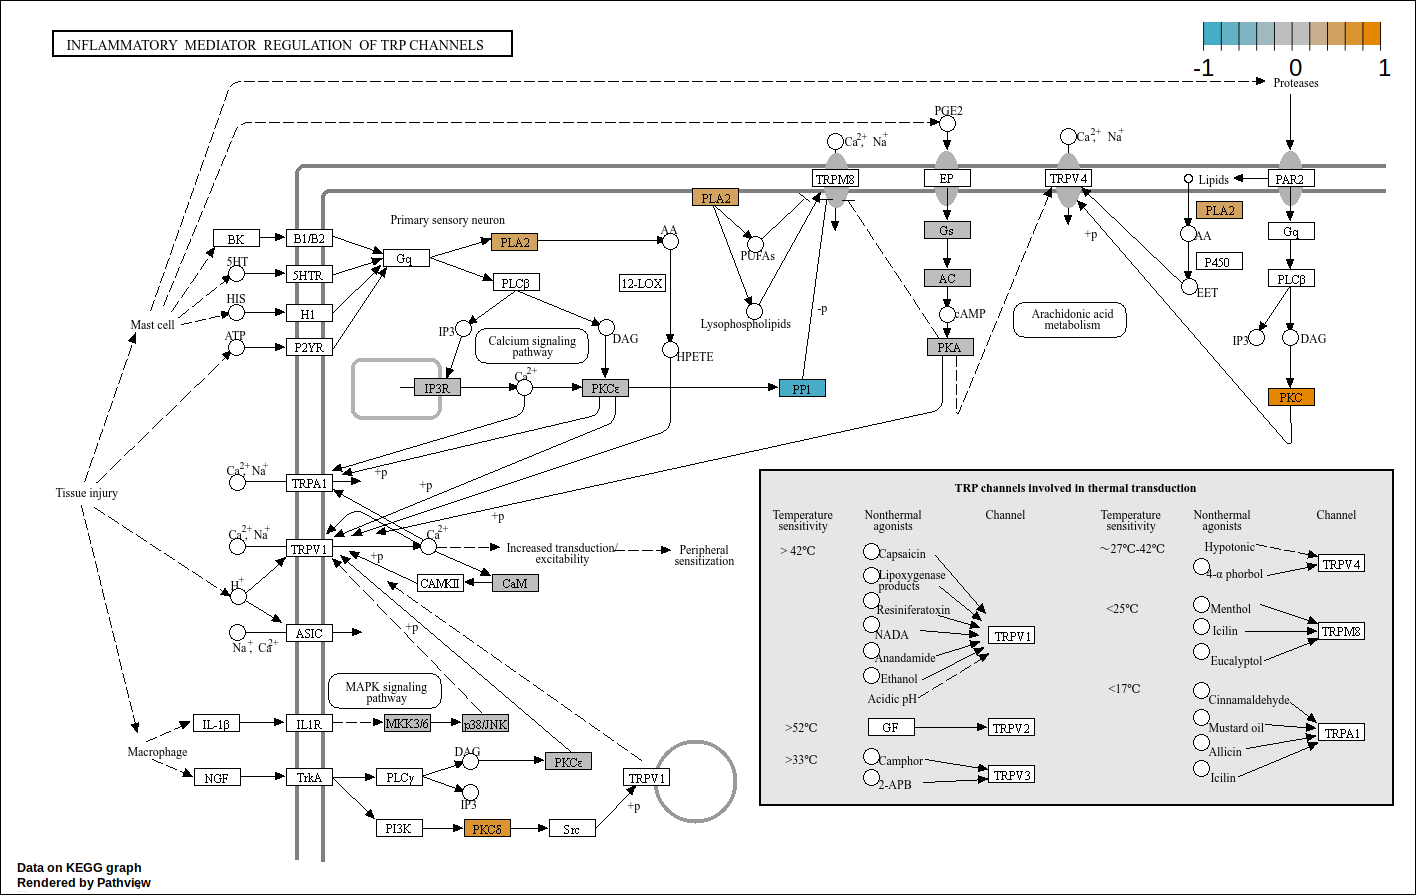 INFLAMMATORY MEDIATOR REGULATION OF TRP CHANNELS
-1 0 1
Proteases
PGE2
Ca2+, Na+
Ca2+, Na+
TRPM8
EP
TRPV4
Lipids
PAR2
PLA2
PLA2
+p
Primary sensory neuron
BK
B1/B2
Gq
PLA2
AA
PUFAs
Gs
AA
Gq
P450
5HT
5HTR
PLCβ
12-LOX
AC
PLCβ
EET
HIS
H1
Lysophospholipids
-p
cAMP
Arachidonic acid
metabolism
Mast cell
ATP
P2YR
IP3
Calcium signaling
pathway
DAG
HPETE
PKA
IP3
DAG
Ca2+
IP3R
PKCε
PP1
PKC
Ca2+, Na+
TRPA1
+p
+p
+p
Tissue injury
Ca2+, Na+
TRPV1
Ca2+
Increased transduction/
excitability
Peripheral
sensitization
+p
CAMKII
CaM
H+
ASIC
Na+, Ca2+
+p
MAPK signaling
pathway
IL-1β
IL1R
MKK3/6
p38/JNK
Macrophage
NGF
TrkA
PLCγ
DAG
IP3
PKCε
TRPV1
+p
PI3K
PKCδ
Src
TRP channels involved in thermal transduction
Temperature
sensitivity
Nonthermal
agonists
Channel
Temperature
sensitivity
Nonthermal
agonists
Channel
> 42℃
Capsaicin
Lipoxygenase
products
Resiniferatoxin
NADA
Anandamide
Ethanol
Acidic pH
TRPV1
>52℃
GF
TRPV2
>33℃
Camphor
2-APB
TRPV3
~27℃-42℃
Hypotonic
4-α phorbol
TRPV4
<25℃
Menthol
Icilin
Eucalyptol
TRPM8
<17℃
Cinnamaldehyde
Mustard oil
Allicin
Icilin
TRPA1
Data on KEGG graph
Rendered by Pathview